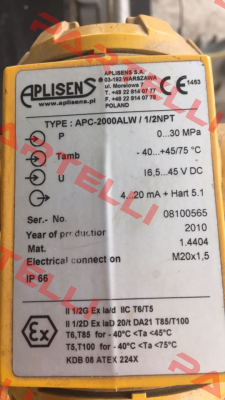 APLISENS
www.aplisens.pl
APLISENS S.A.
03-192 WARSZAWA
ul. Morelowa 7
T. +48 22 814 07 77
F. +48 22 814 07 78
POLAND
CE 1453
TYPE : APC-2000ALW / 1/2NPT
P 0...30 MPa
Tamb - 40...+45/75 °C
U 16,5...45 V DC
4...20 mA + Hart 5.1
Ser.- No. 08100565
Year of production 2010
Mat. 1.4404
Electrical connection M20x1,5
IP 66
II 1/2G Ex ia/d IIC T6/T5
II 1/2D Ex iaD 20/t DA21 T85/T100
T6,T85 for - 40°C <Ta <45°C
T5,T100 for - 40°C <Ta <75°C
KDB 08 ATEX 224X